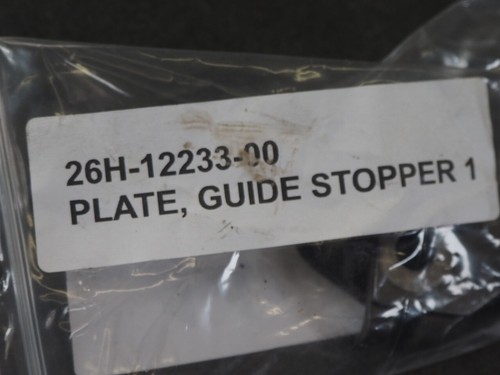 26H-12233-00
PLATE, GUIDE STOPPER 1